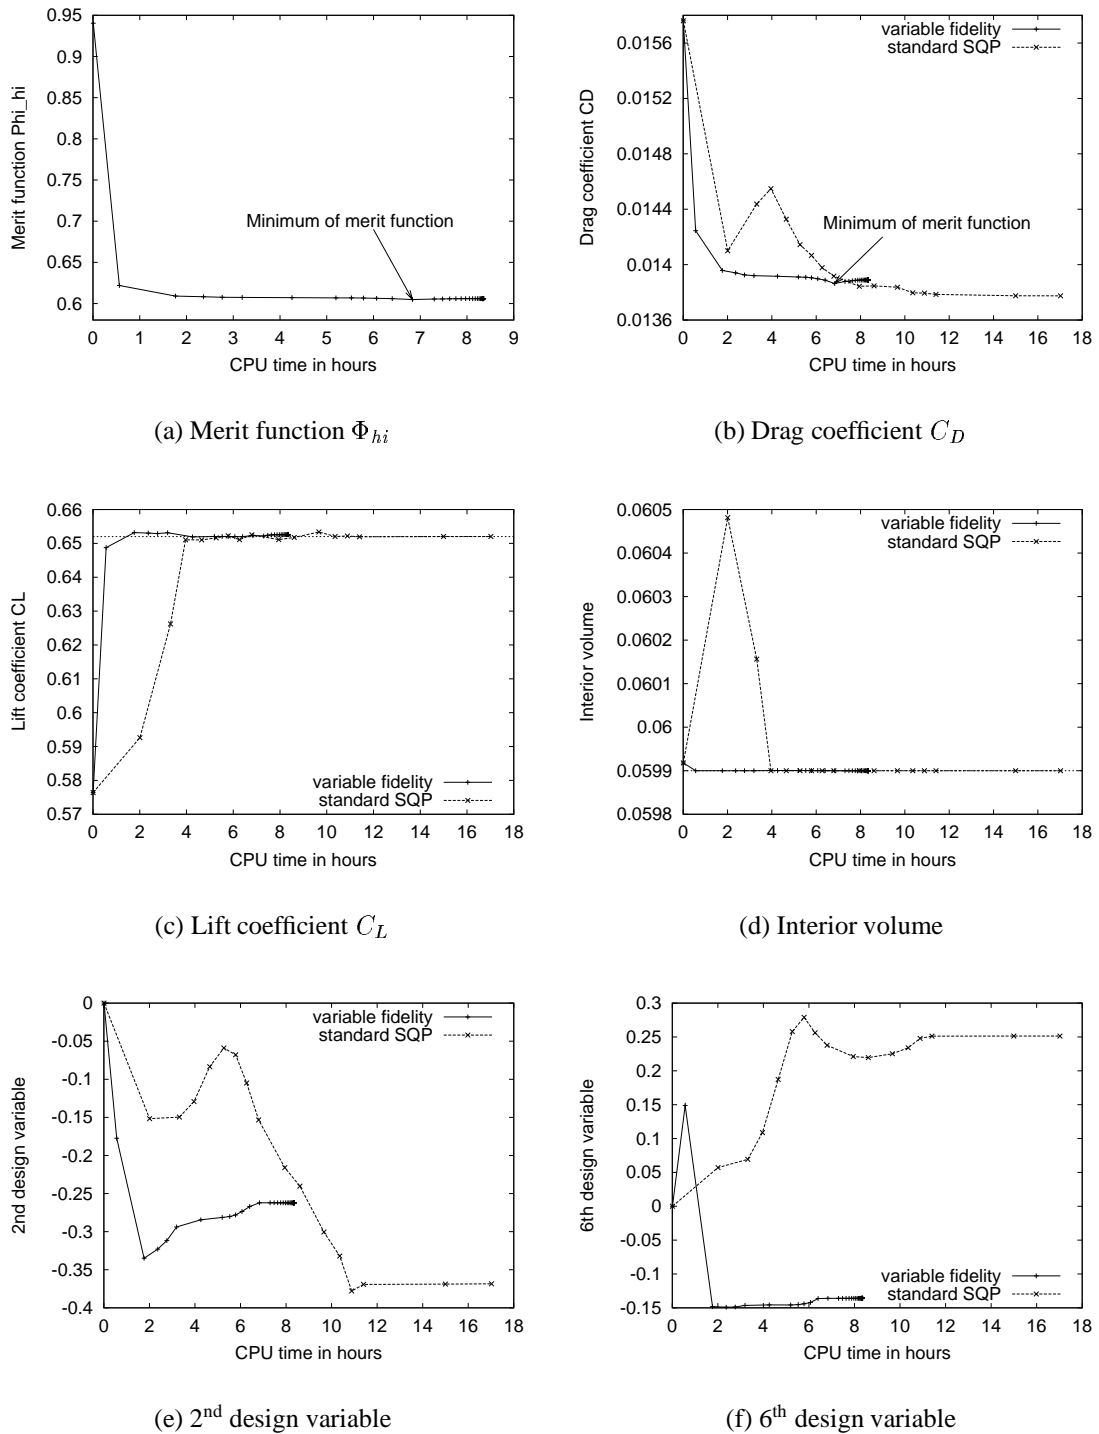 0.95
0.9
0.85
0.8
0.75
0.7
0.65
0.6
Merit function Phi_hi
Minimum of merit function
0 1 2 3 4 5 6 7 8 9
CPU time in hours
(a) Merit function Φhi
variable fidelity
standard SQP
0.0156
0.0152
0.0148
0.0144
0.014
0.0136
Drag coefficient CD
Minimum of merit function
0 2 4 6 8 10 12 14 16 18
CPU time in hours
(b) Drag coefficient CD
0.66
0.65
0.64
0.63
0.62
0.61
0.6
0.59
0.58
0.57
Lift coefficient CL
variable fidelity
standard SQP
0 2 4 6 8 10 12 14 16 18
CPU time in hours
(c) Lift coefficient CL
0.0605
0.0604
0.0603
0.0602
0.0601
0.06
0.0599
0.0598
Interior volume
variable fidelity
standard SQP
0 2 4 6 8 10 12 14 16 18
CPU time in hours
(d) Interior volume
0
-0.05
-0.1
-0.15
-0.2
-0.25
-0.3
-0.35
-0.4
2nd design variable
variable fidelity
standard SQP
0 2 4 6 8 10 12 14 16 18
CPU time in hours
(e) 2nd design variable
0.3
0.25
0.2
0.15
0.1
0.05
0
-0.05
-0.1
-0.15
6th design variable
variable fidelity
standard SQP
0 2 4 6 8 10 12 14 16 18
CPU time in hours
(f) 6th design variable